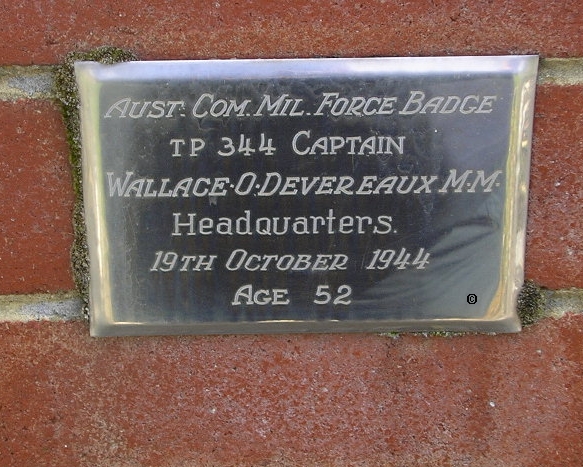 AUST. COM. MIL. FORCE BADGE
TP 344 CAPTAIN
WALLACE·O·DEVEREAUX M.M.
Headquarters.
19TH OCTOBER 1944
AGE 52
©